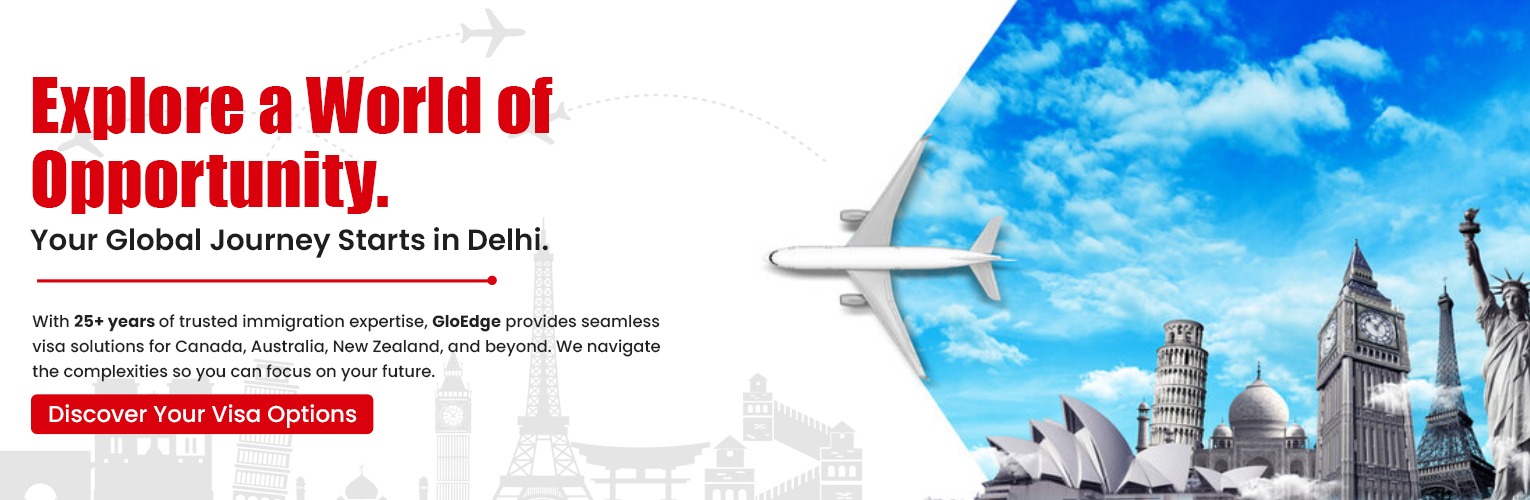 Explore a World of
Opportunity.
Your Global Journey Starts in Delhi.
With 25+ years of trusted immigration expertise, GloEdge provides seamless
visa solutions for Canada, Australia, New Zealand, and beyond. We navigate
the complexities so you can focus on your future.
Discover Your Visa Options